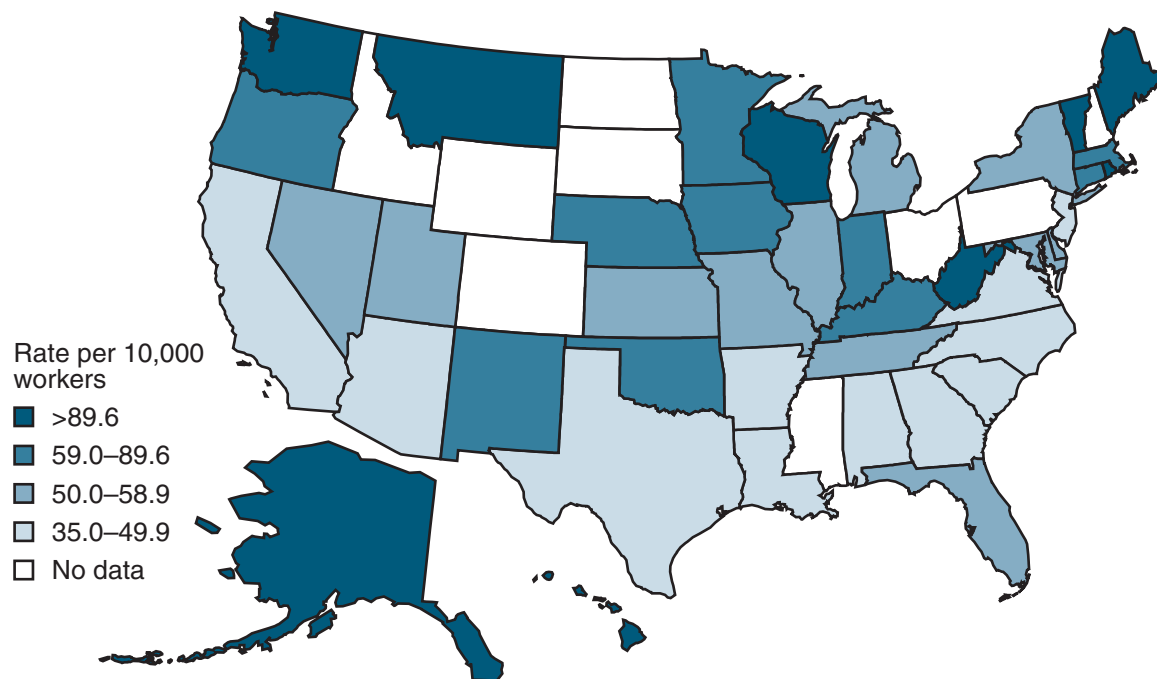 Rate per 10,000
workers
>89.6
59.0–89.6
50.0–58.9
35.0–49.9
No data